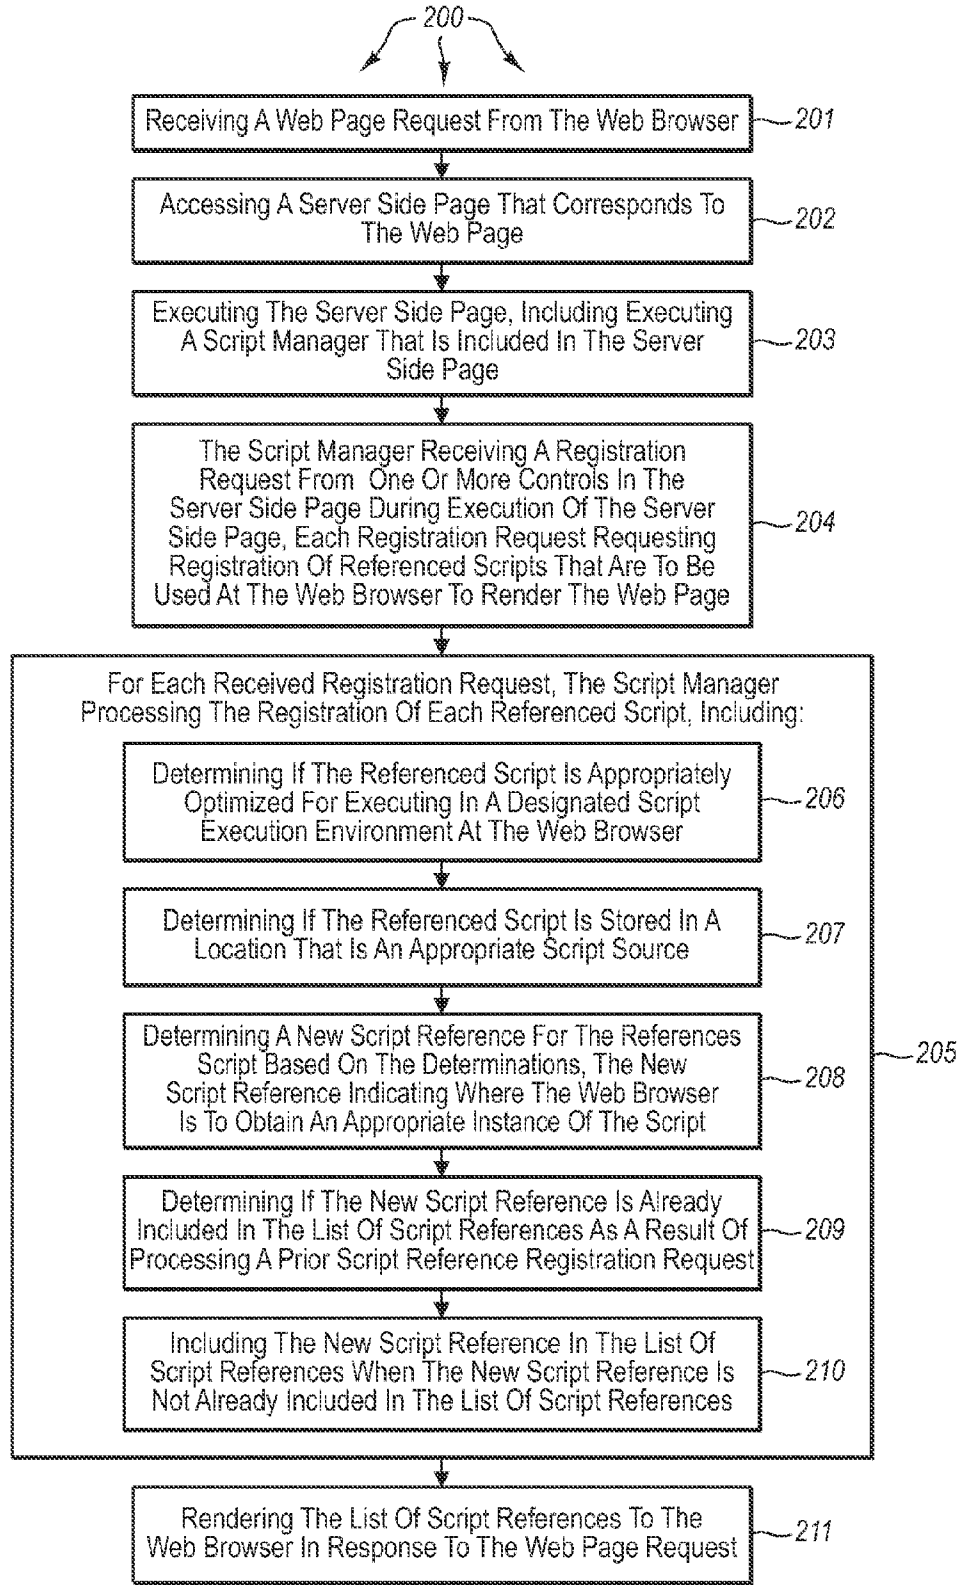 200
Receiving A Web Page Request From The Web Browser
201
Accessing A Server Side Page That Corresponds To
The Web Page
202
Executing The Server Side Page, Including Executing
A Script Manager That Is Included In The Server
Side Page
203
The Script Manager Receiving A Registration
Request From One Or More Controls In The
Server Side Page During Execution Of The Server
Side Page, Each Registration Request Requesting
Registration Of Referenced Scripts That Are To Be
Used At The Web Browser To Render The Web Page
204
For Each Received Registration Request, The Script Manager
Processing The Registration Of Each Referenced Script, Including:
Determining If The Referenced Script Is Appropriately
Optimized For Executing In A Designated Script
Execution Environment At The Web Browser
206
Determining If The Referenced Script Is Stored In A
Location That Is An Appropriate Script Source
207
Determining A New Script Reference For The References
Script Based On The Determinations, The New
Script Reference Indicating Where The Web Browser
Is To Obtain An Appropriate Instance Of The Script
208
205
Determining If The New Script Reference Is Already
Included In The List Of Script References As A Result Of
Processing A Prior Script Reference Registration Request
209
Including The New Script Reference In The List Of
Script References When The New Script Reference Is
Not Already Included In The List Of Script References
210
Rendering The List Of Script References To The
Web Browser In Response To The Web Page Request
211